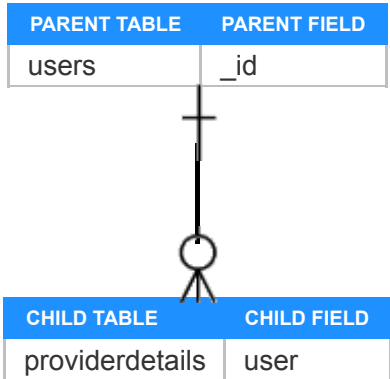 PARENT TABLE PARENT FIELD
users _id
CHILD TABLE CHILD FIELD
providerdetails user